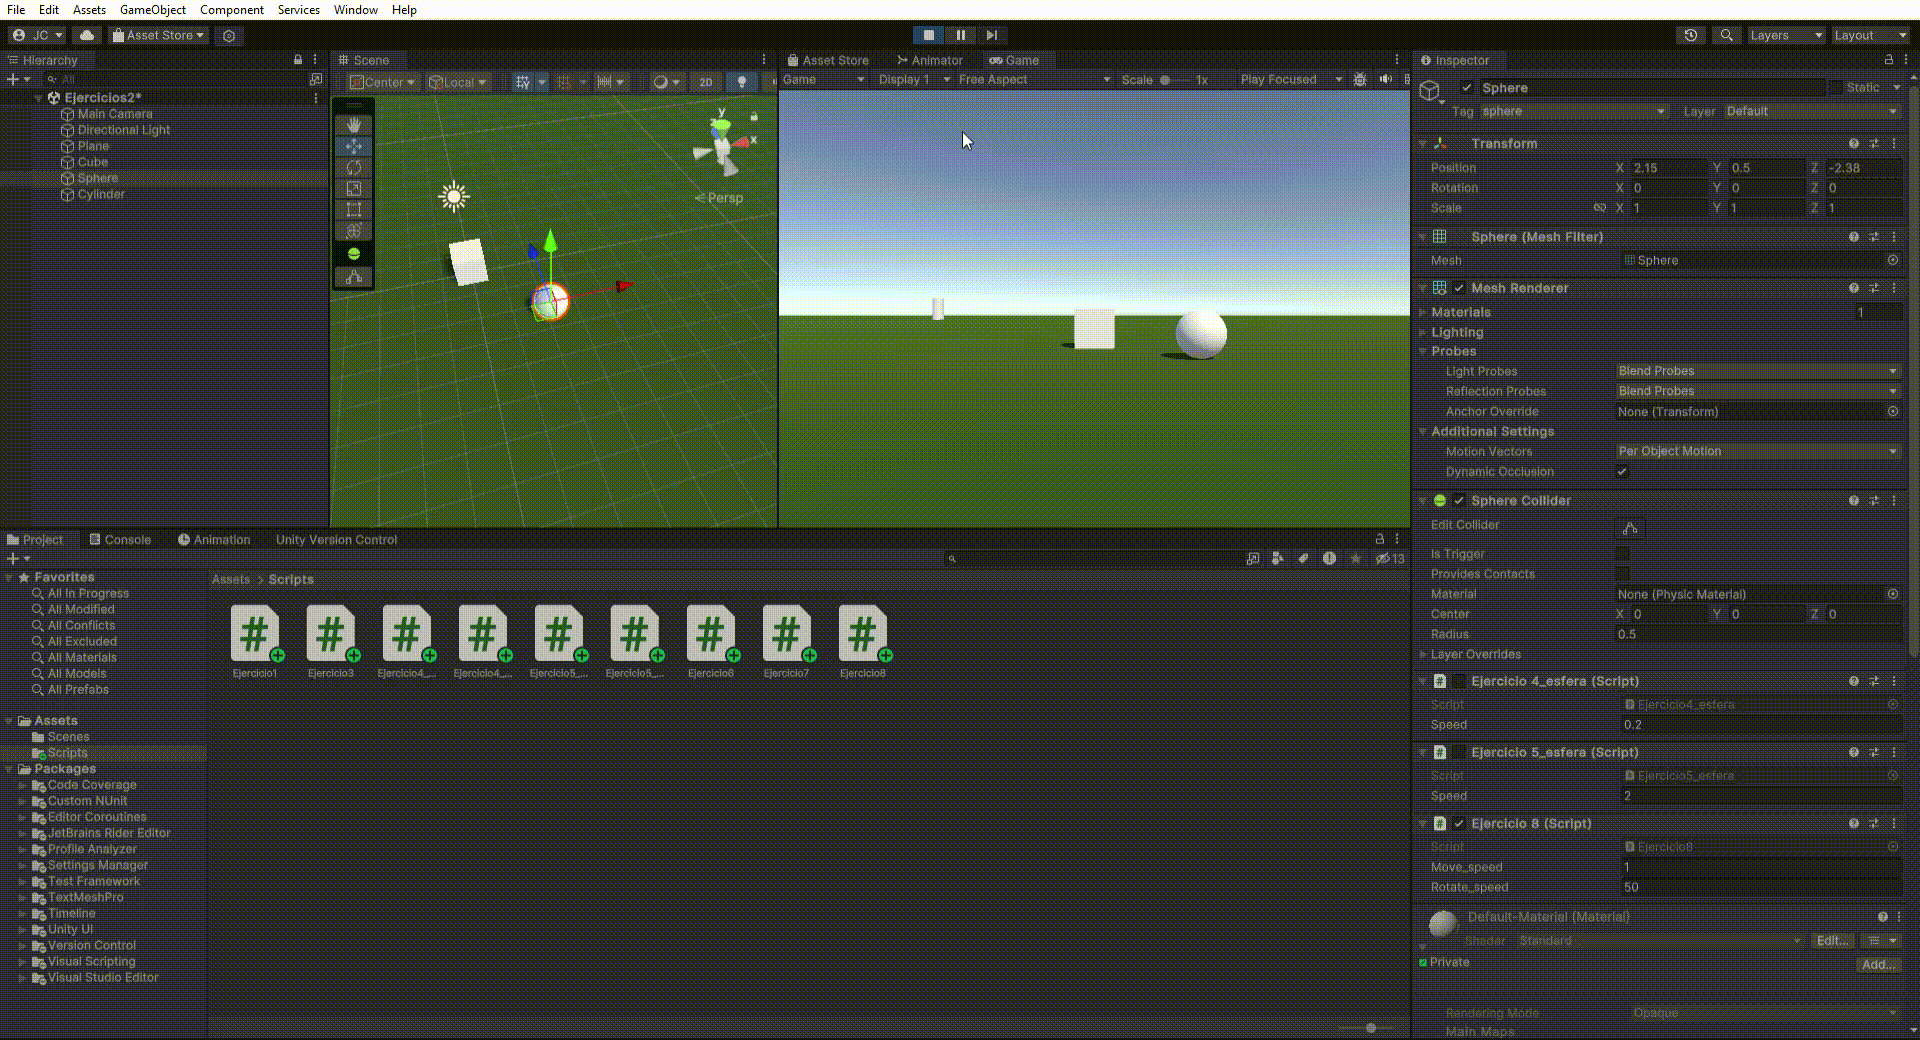 File Edit Assets GameObject Component Services Window Help
JC Asset Store Layers Layout
Hierarchy
All
Ejercicios2*
Main Camera
Directional Light
Plane
Cube
Sphere
Cylinder
Scene
Center Local 2D
y
z x
Persp
Asset Store Animator Game
Game Display 1 Free Aspect Scale 1x Play Focused
Inspector
Sphere Static
Tag sphere Layer Default
Transform
Position X 2.15 Y 0.5 Z -2.38
Rotation X 0 Y 0 Z 0
Scale X 1 Y 1 Z 1
Sphere (Mesh Filter)
Mesh Sphere
Mesh Renderer
Materials 1
Lighting
Probes
Light Probes Blend Probes
Reflection Probes Blend Probes
Anchor Override None (Transform)
Additional Settings
Motion Vectors Per Object Motion
Dynamic Occlusion
Sphere Collider
Edit Collider
Is Trigger
Provides Contacts
Material None (Physic Material)
Center X 0 Y 0 Z 0
Radius 0.5
Layer Overrides
Ejercicio 4_esfera (Script)
Script Ejercicio4_esfera
Speed 0.2
Ejercicio 5_esfera (Script)
Script Ejercicio5_esfera
Speed 2
Ejercicio 8 (Script)
Script Ejercicio8
Move_speed 1
Rotate_speed 50
Default-Material (Material)
Shader Standard Edit...
Private
Add...
Rendering Mode Opaque
Main Maps
Project Console Animation Unity Version Control
13
Favorites
All In Progress
All Modified
All Conflicts
All Excluded
All Materials
All Models
All Prefabs
Assets
Scenes
Scripts
Packages
Code Coverage
Custom NUnit
Editor Coroutines
JetBrains Rider Editor
Profile Analyzer
Settings Manager
Test Framework
TextMeshPro
Timeline
Unity UI
Version Control
Visual Scripting
Visual Studio Editor
Assets > Scripts
Ejercicio1 Ejercicio3 Ejercicio4_... Ejercicio4_... Ejercicio5_... Ejercicio5_... Ejercicio6 Ejercicio7 Ejercicio8